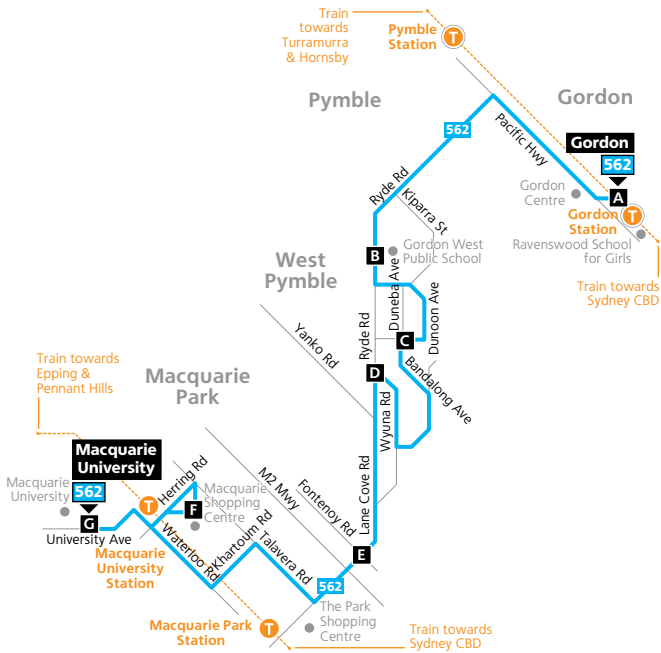 Train
towards
Turramurra
& Hornsby
Pymble
Station
T
Pymble
Gordon
562
Pacific Hwy
Gordon
562
A
Ryde Rd
Kiparra St
Gordon
Centre
Gordon
Station
T
Ravenswood School
for Girls
B
Gordon West
Public School
West
Pymble
Train towards
Sydney CBD
Duneba Ave
Dunoon Ave
Ryde Rd
C
Yanko Rd
D
Bandalong Ave
Wyuna Rd
Train towards
Epping &
Pennant Hills
Macquarie
Park
Macquarie
University
562
Macquarie
University
G
University Ave
T
Herring Rd
F
Macquarie
Shopping
Centre
M2 Mwy
Fontenoy Rd
Lane Cove Rd
E
Macquarie
University
Station
Waterloo Rd
Khartoum Rd
Talavera Rd
562
The Park
Shopping
Centre
Macquarie Park
Station
T
Train towards
Sydney CBD